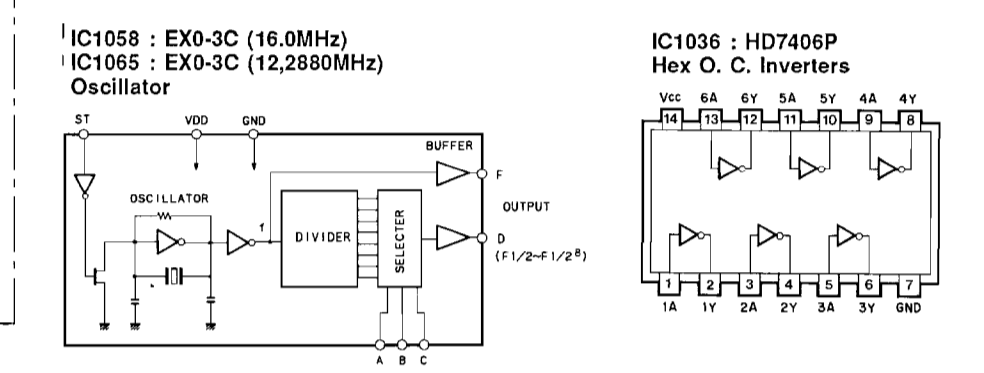 IC1058 : EX0-3C (16.0MHz)
IC1065 : EX0-3C (12,2880MHz)
Oscillator
ST VDD GND
BUFFER
F
OSCILLATOR
f
OUTPUT
DIVIDER
SELECTER
D
(F1/2~F1/2⁸)
A B C
IC1036 : HD7406P
Hex O. C. Inverters
Vcc 6A 6Y 5A 5Y 4A 4Y
14 13 12 11 10 9 8
1 2 3 4 5 6 7
1A 1Y 2A 2Y 3A 3Y GND